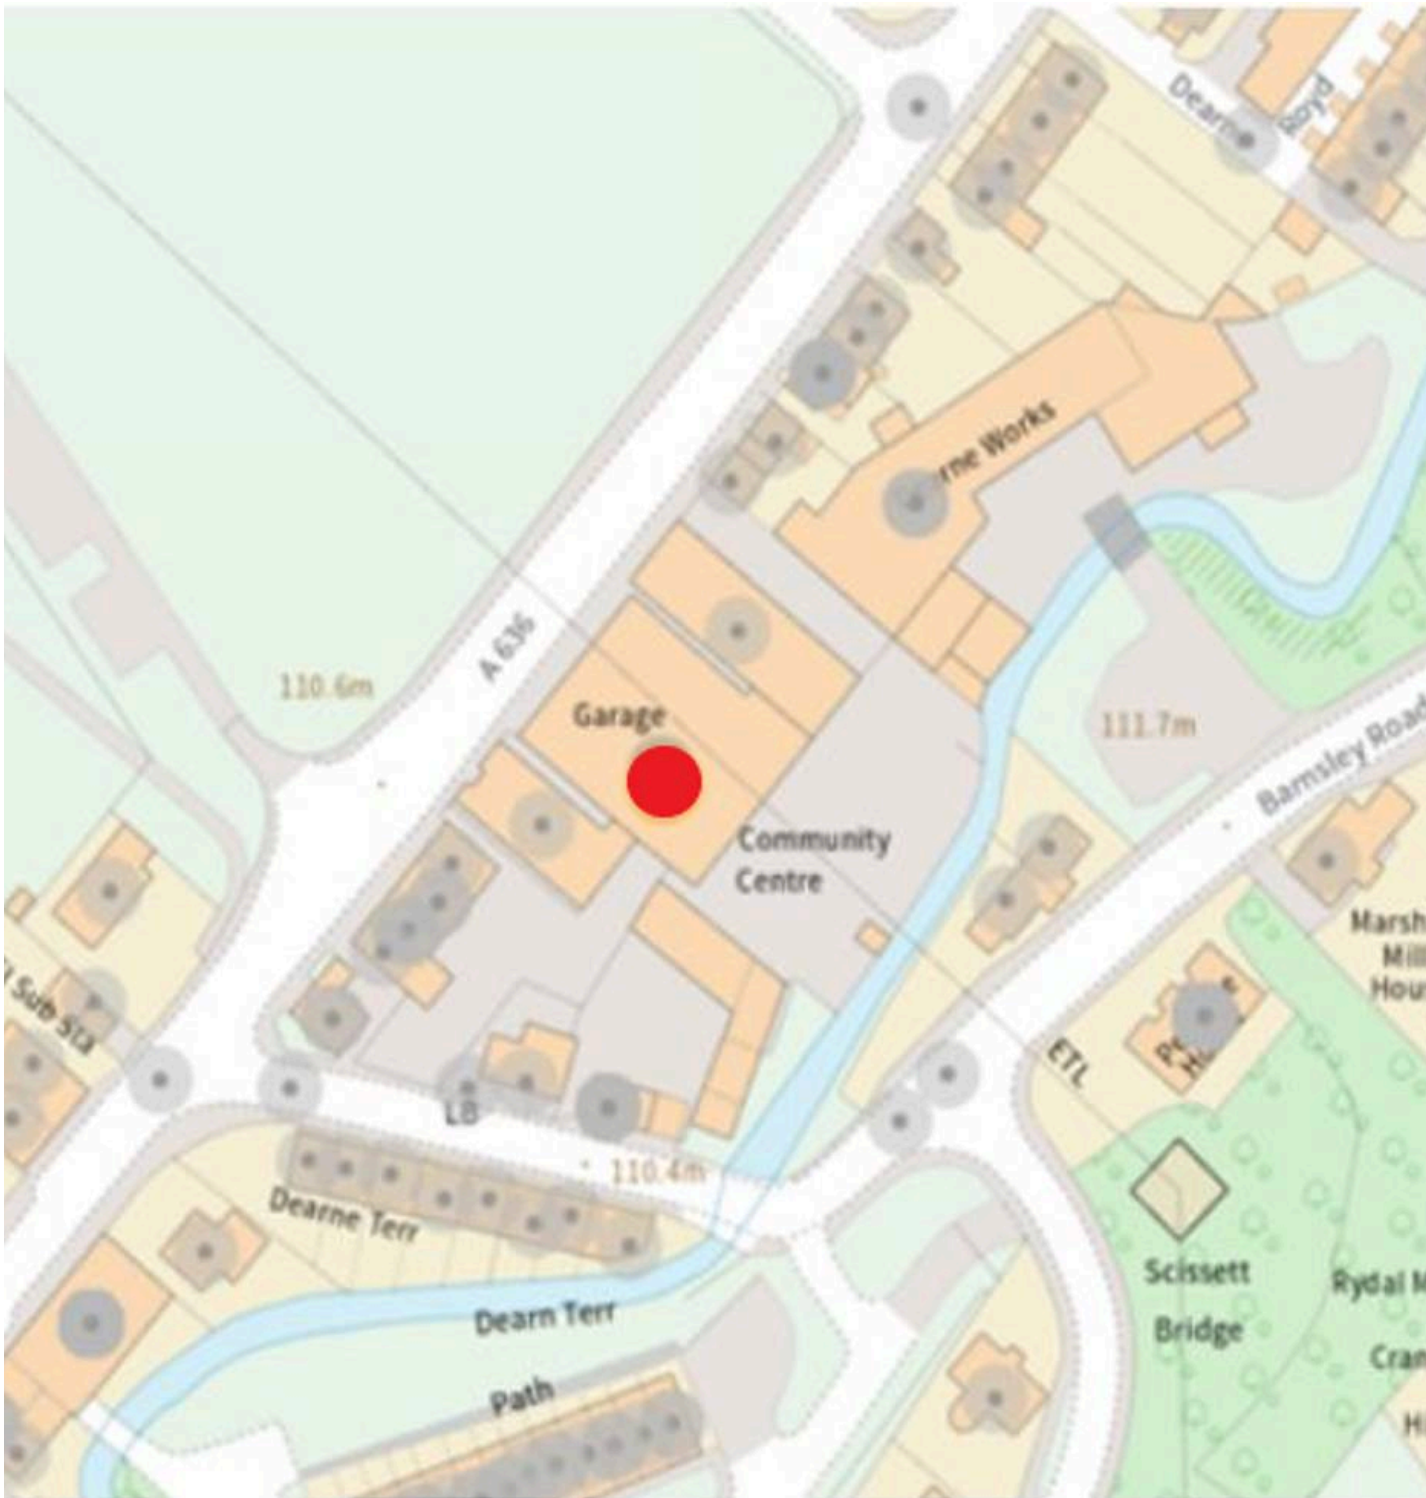 Dearne
Royd
rne Works
A 636
110.6m
Garage
111.7m
Barnsley Road
Community
Centre
Marsh
Mill
Hou
l Sub Sta
ETL
LB
110.4m
Dearne Terr
Scissett
Bridge
Rydal M
Dearn Terr
Cran
Path
H